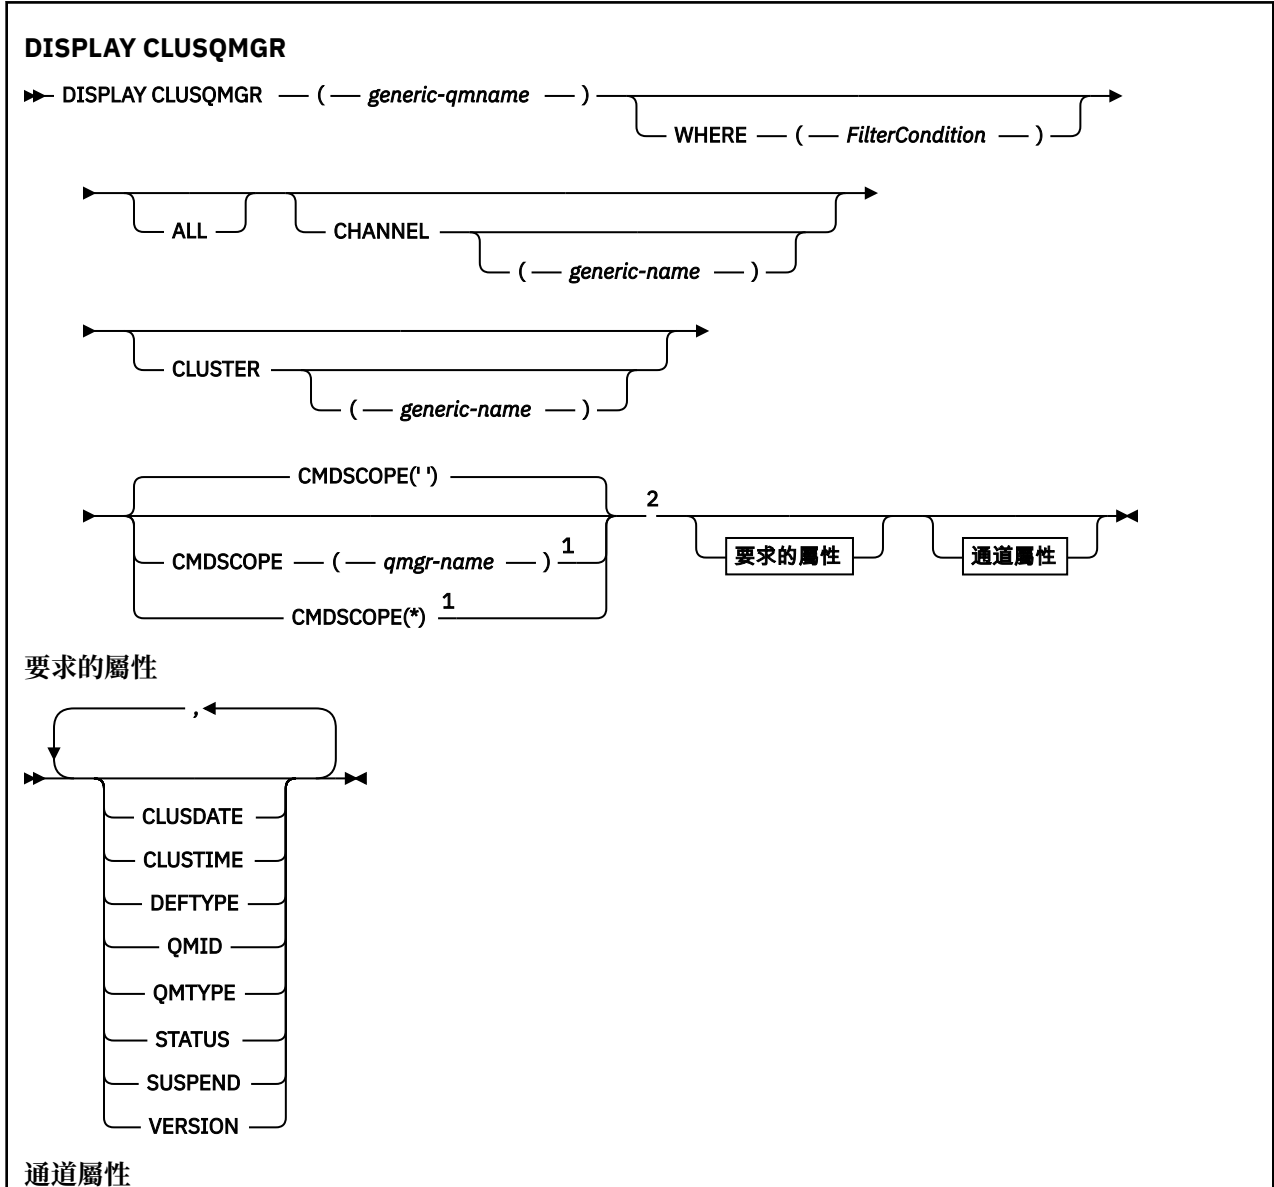 DISPLAY CLUSQMGR
DISPLAY CLUSQMGR ( generic-qmname )
WHERE ( FilterCondition )
ALL CHANNEL
( generic-name )
CLUSTER
( generic-name )
CMDSCOPE(' ')
2
CMDSCOPE ( qmgr-name ) 1 要求的屬性 通道屬性
CMDSCOPE(*) 1
要求的屬性
,
CLUSDATE
CLUSTIME
DEFTYPE
QMID
QMTYPE
STATUS
SUSPEND
VERSION
通道屬性